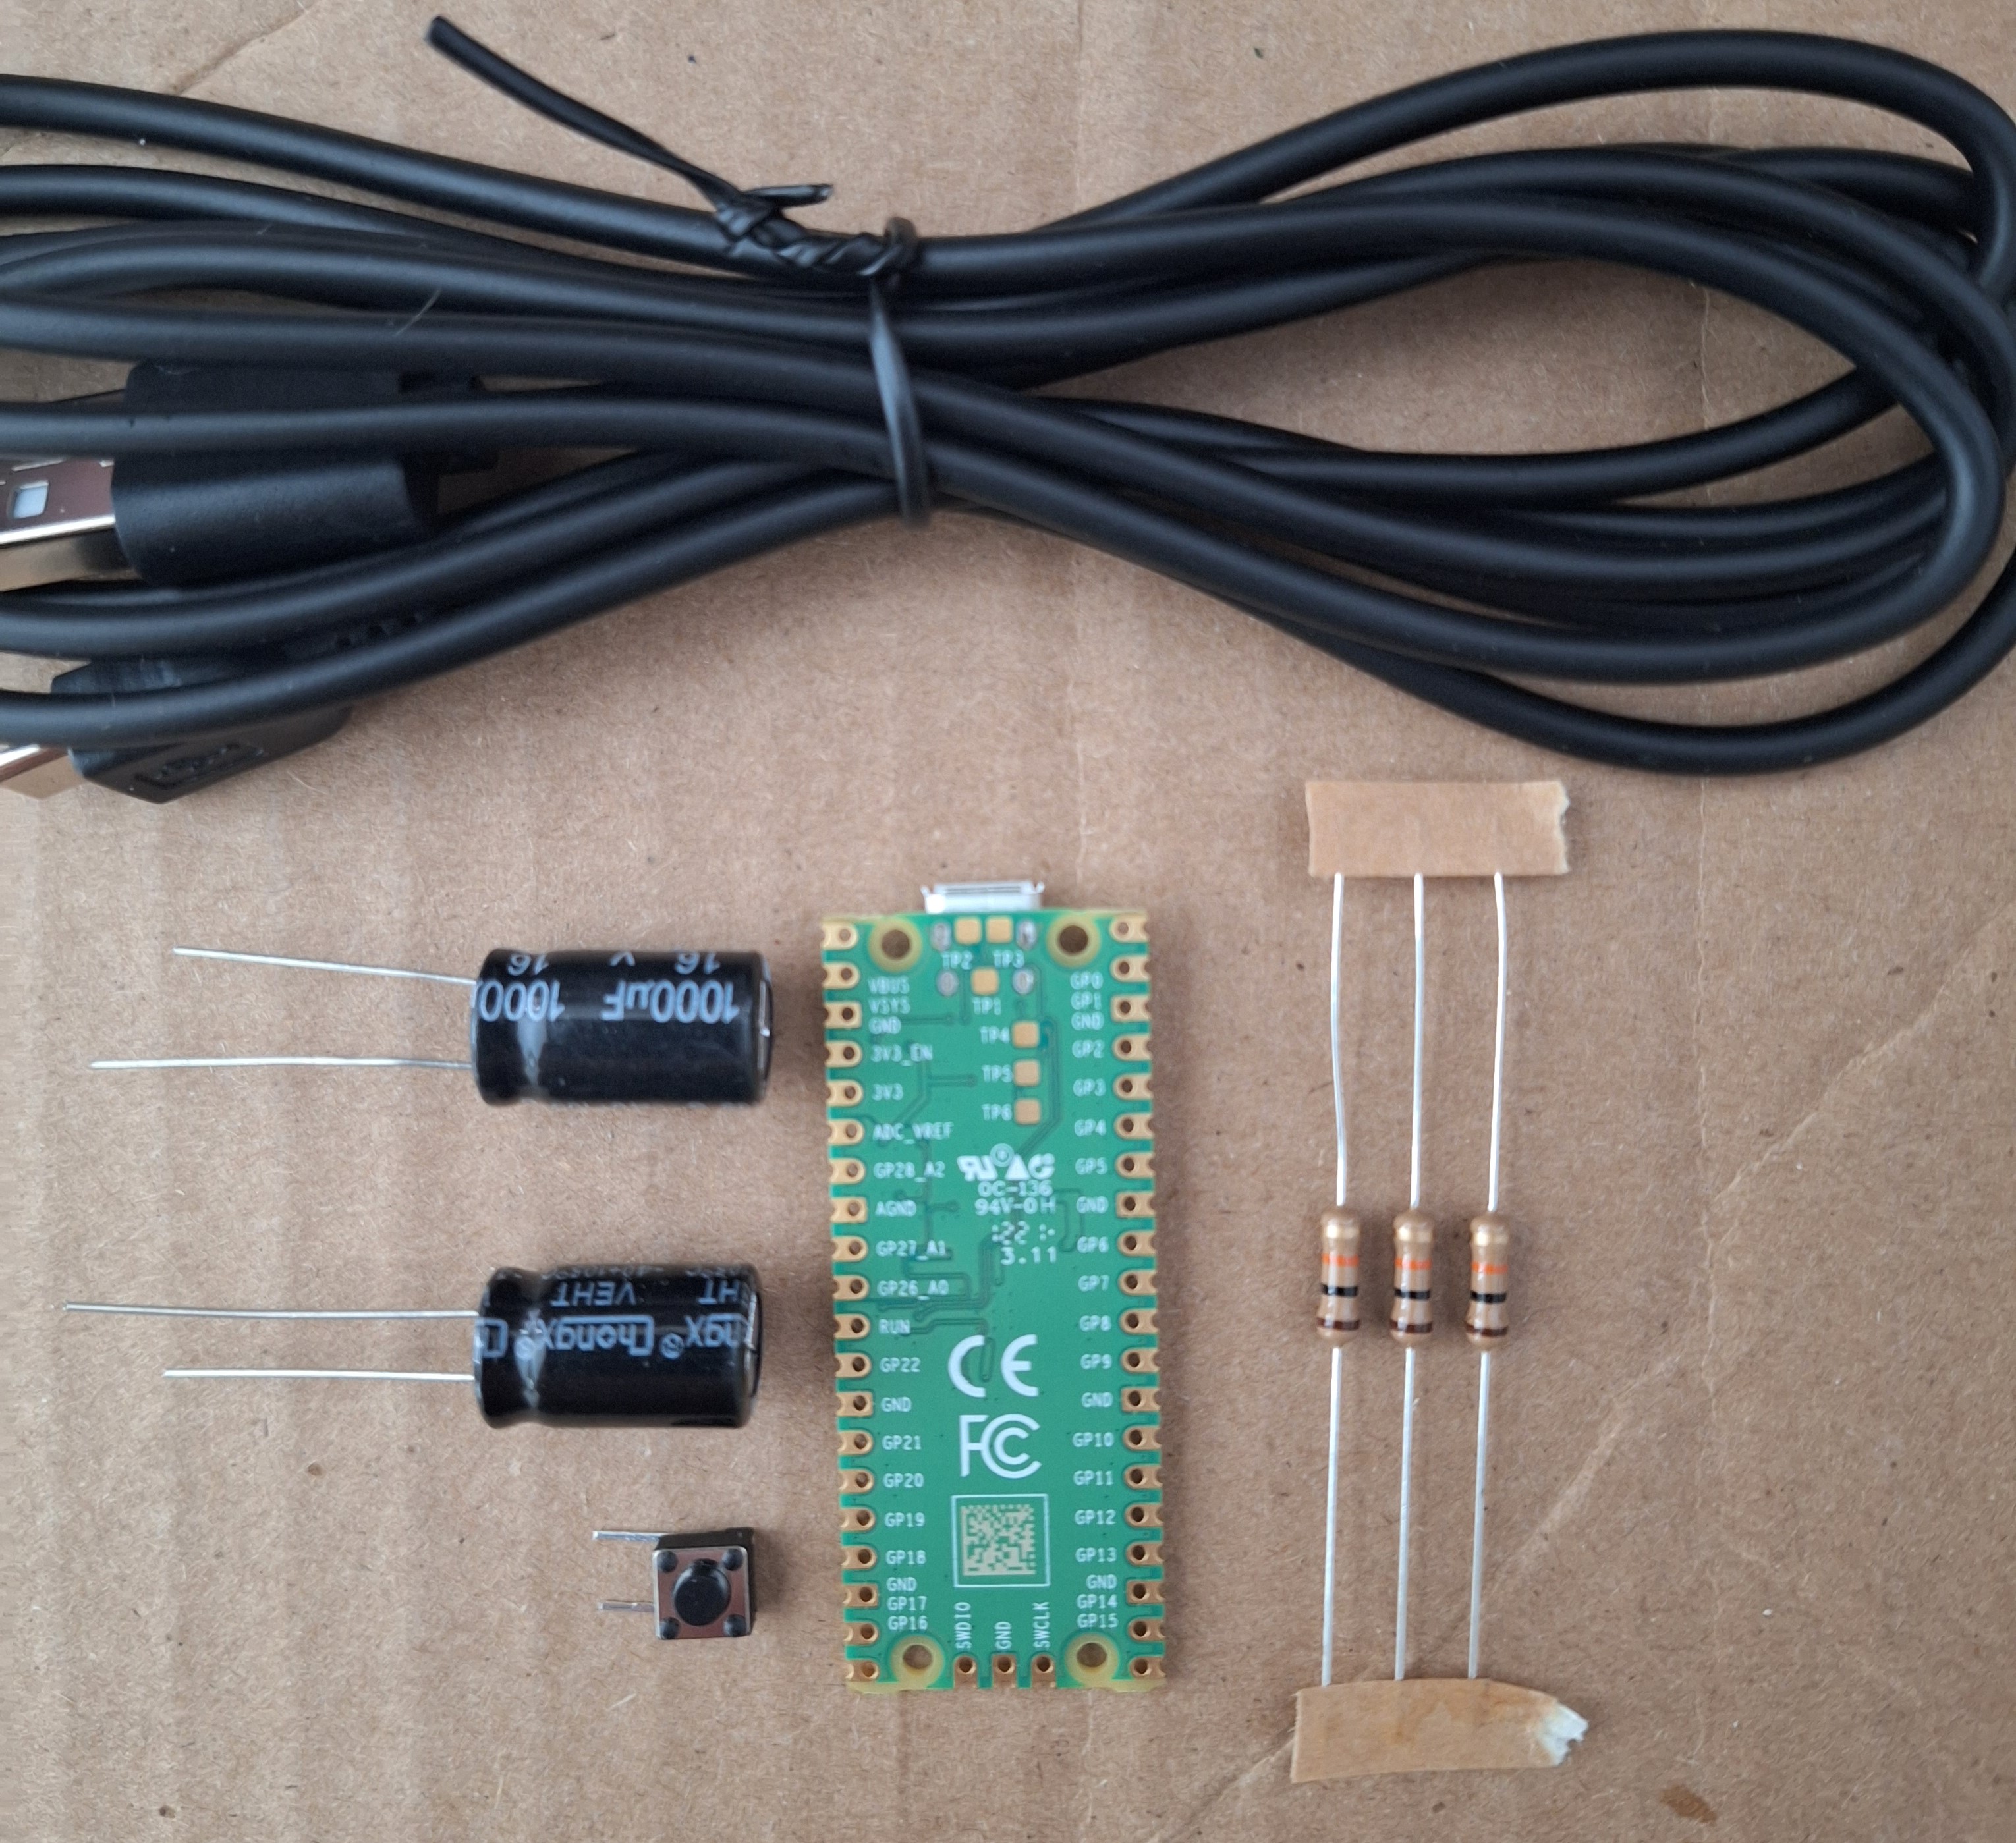 16 V 16
1000µF 1000
VEHT VEHT
ngx Chongx
TP2 TP3
TP1
TP4
TP5
TP6
VBUS
VSYS
GND
3V3_EN
3V3
ADC_VREF
GP28_A2
AGND
GP27_A1
GP26_A0
RUN
GP22
GND
GP21
GP20
GP19
GP18
GND
GP17
GP16
GP0
GP1
GND
GP2
GP3
GP4
GP5
GND
GP6
GP7
GP8
GP9
GND
GP10
GP11
GP12
GP13
GND
GP14
GP15
OC-136
94V-0H
22
3.11
CE
FC
SWDIO
GND
SWCLK